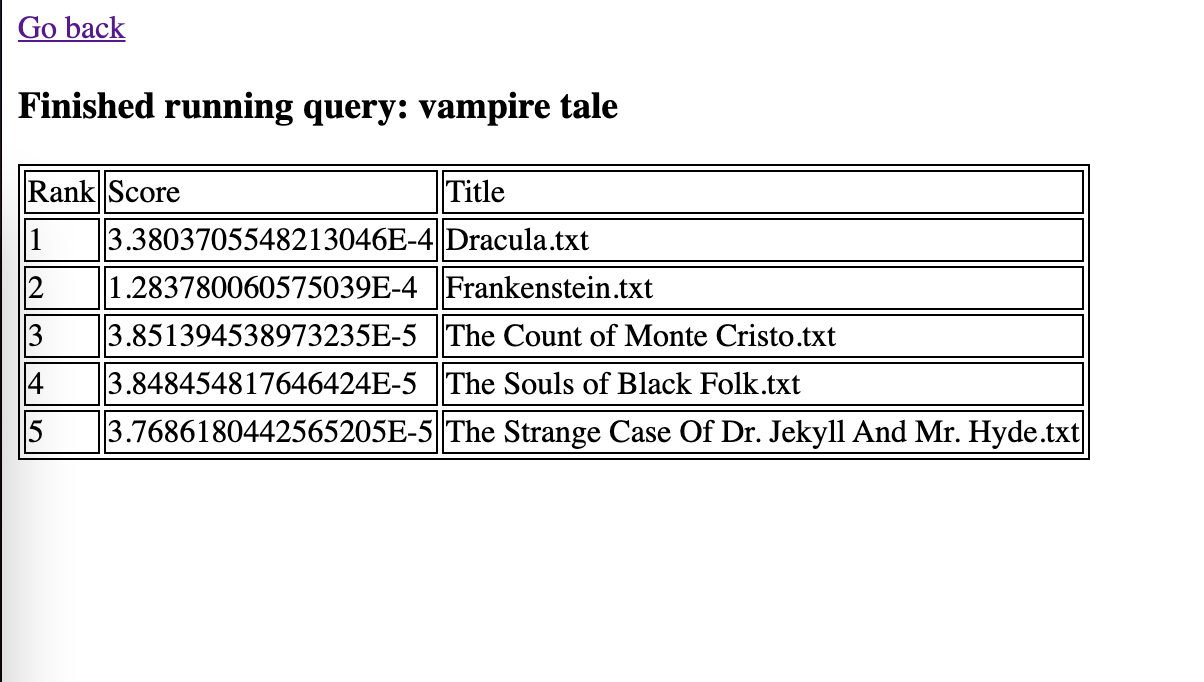 Go back
Finished running query: vampire tale
Rank Score Title
1 3.3803705548213046E-4 Dracula.txt
2 1.283780060575039E-4 Frankenstein.txt
3 3.851394538973235E-5 The Count of Monte Cristo.txt
4 3.848454817646424E-5 The Souls of Black Folk.txt
5 3.7686180442565205E-5 The Strange Case Of Dr. Jekyll And Mr. Hyde.txt